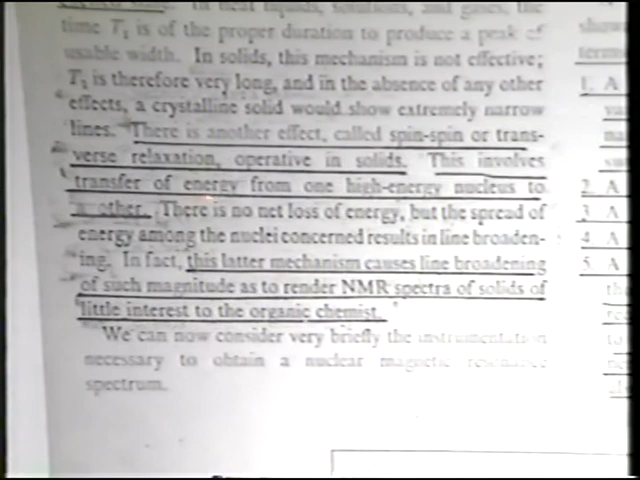 time T₁ is of the proper duration to produce a peak of
usable width. In solids, this mechanism is not effective;
T₁ is therefore very long, and in the absence of any other
effects, a crystalline solid would show extremely narrow
lines. There is another effect, called spin-spin or trans-
verse relaxation, operative in solids. This involves
transfer of energy from one high-energy nucleus to
another. There is no net loss of energy, but the spread of
energy among the nuclei concerned results in line broaden-
ing. In fact, this latter mechanism causes line broadening
of such magnitude as to render NMR spectra of solids of
little interest to the organic chemist.
We can now consider very briefly the instrumentation
necessary to obtain a nuclear magnetic resonance
spectrum.
1. A
2. A
3. A
4. A
5. A